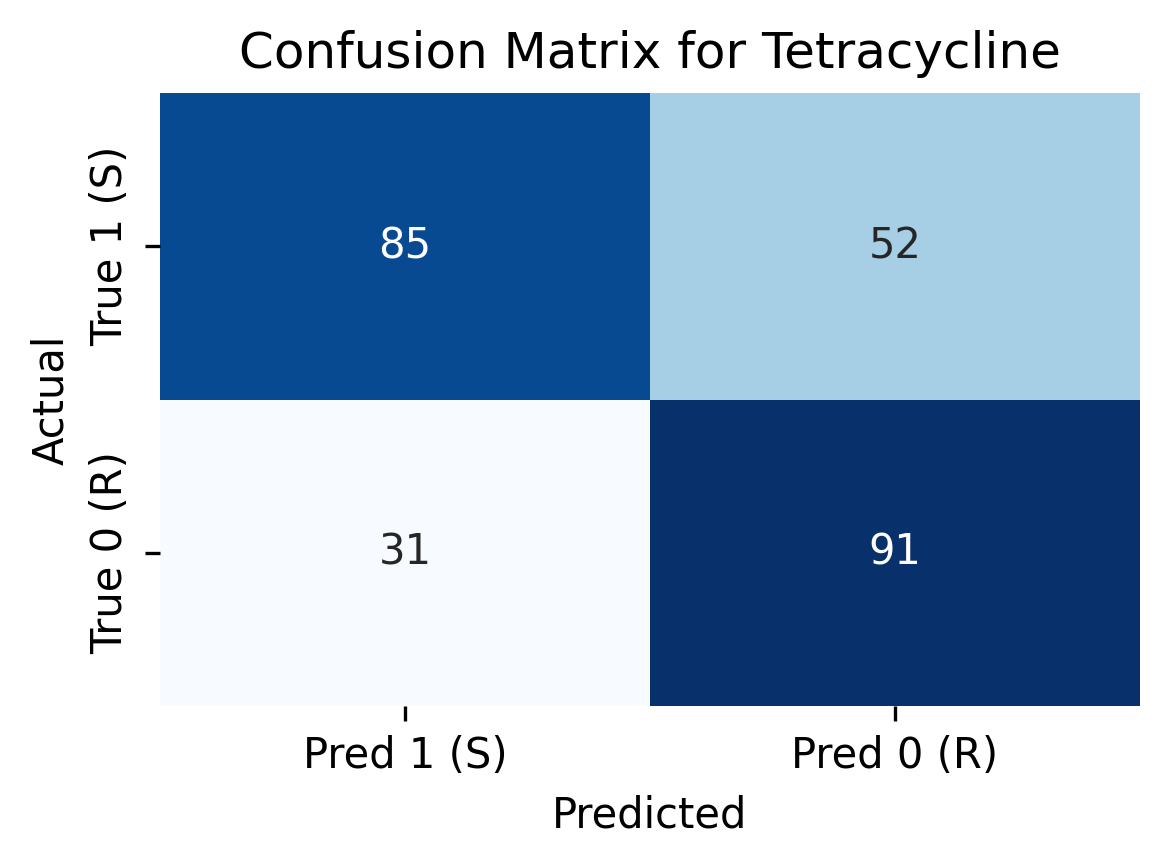 Confusion Matrix for Tetracycline
Actual
True 1 (S)
85
52
True 0 (R)
31
91
Pred 1 (S)
Pred 0 (R)
Predicted